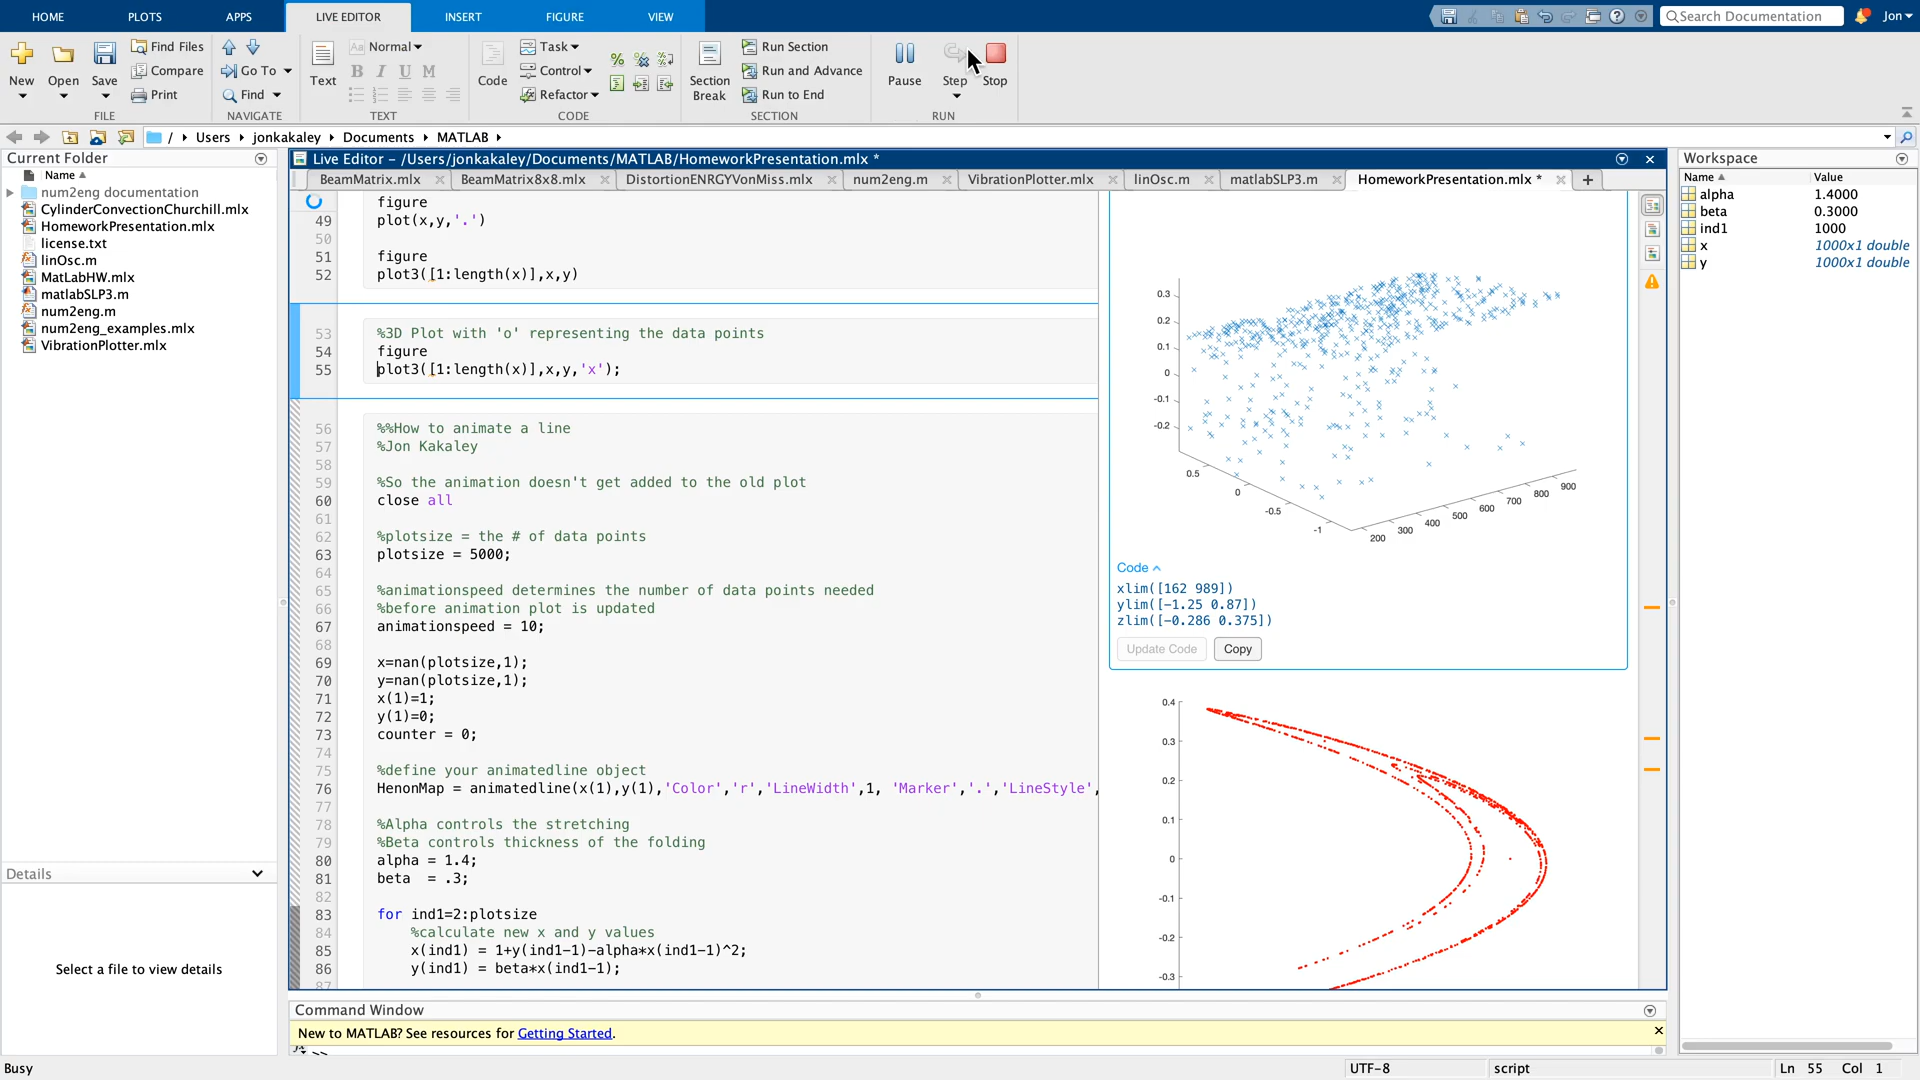 HOME PLOTS APPS LIVE EDITOR INSERT FIGURE VIEW Search Documentation Jon
New Open Save Find Files Compare Print
FILE
Go To Find
NAVIGATE
Text Aa Normal B I U M
TEXT
Code Task Control Refactor
CODE
Section Break Run Section Run and Advance Run to End
SECTION
Pause Step Stop
RUN
/ Users jonkakaley Documents MATLAB
Current Folder
Name
num2eng documentation
CylinderConvectionChurchill.mlx
HomeworkPresentation.mlx
license.txt
linOsc.m
MatLabHW.mlx
matlabSLP3.m
num2eng.m
num2eng_examples.mlx
VibrationPlotter.mlx
Details
Select a file to view details
Live Editor - /Users/jonkakaley/Documents/MATLAB/HomeworkPresentation.mlx *
BeamMatrix.mlx BeamMatrix8x8.mlx DistortionENRGYVonMiss.mlx num2eng.m VibrationPlotter.mlx linOsc.m matlabSLP3.m HomeworkPresentation.mlx *
figure
49 plot(x,y,'.')
50
51 figure
52 plot3([1:length(x)],x,y)
53 %3D Plot with 'o' representing the data points
54 figure
55 plot3([1:length(x)],x,y,'x');
56 %%How to animate a line
57 %Jon Kakaley
58
59 %So the animation doesn't get added to the old plot
60 close all
61
62 %plotsize = the # of data points
63 plotsize = 5000;
64
65 %animationspeed determines the number of data points needed
66 %before animation plot is updated
67 animationspeed = 10;
68
69 x=nan(plotsize,1);
70 y=nan(plotsize,1);
71 x(1)=1;
72 y(1)=0;
73 counter = 0;
74
75 %define your animatedline object
76 HenonMap = animatedline(x(1),y(1),'Color','r','LineWidth',1, 'Marker','.','LineStyle',
77
78 %Alpha controls the stretching
79 %Beta controls thickness of the folding
80 alpha = 1.4;
81 beta  = .3;
82
83 for ind1=2:plotsize
84 %calculate new x and y values
85 x(ind1) = 1+y(ind1-1)-alpha*x(ind1-1)^2;
86 y(ind1) = beta*x(ind1-1);
87
0.3
0.2
0.1
0
-0.1
-0.2
0.5
0
-0.5
-1
200 300 400 500 600 700 800 900
Code
xlim([162 989])
ylim([-1.25 0.87])
zlim([-0.286 0.375])
Update Code Copy
0.4
0.3
0.2
0.1
0
-0.1
-0.2
-0.3
Workspace
Name Value
alpha 1.4000
beta 0.3000
ind1 1000
x 1000x1 double
y 1000x1 double
Command Window
New to MATLAB? See resources for Getting Started.
fx >>
Busy UTF-8 script Ln 55 Col 1